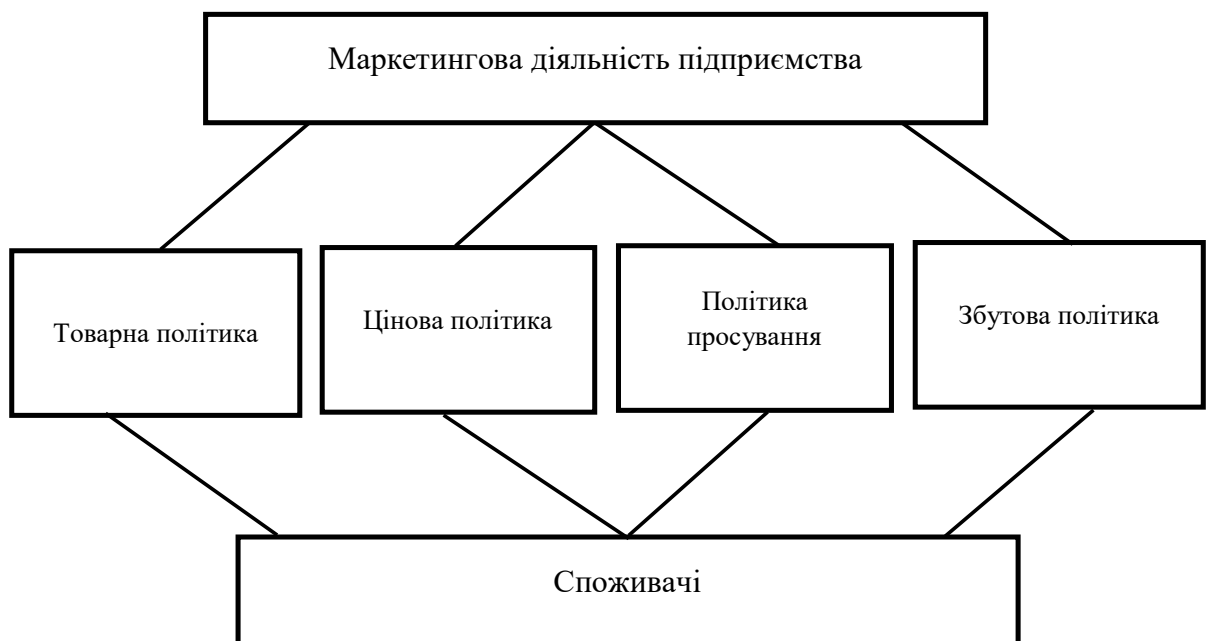 Маркетингова діяльність підприємства
Товарна політика
Цінова політика
Політика
просування
Збутова політика
Споживачі